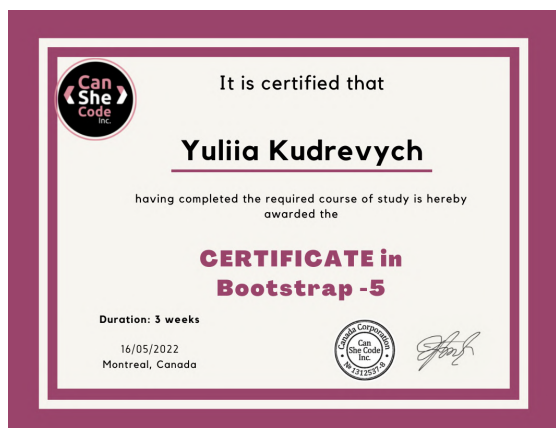 Can
She
Code
Inc.
It is certified that
Yuliia Kudrevych
having completed the required course of study is hereby
awarded the
CERTIFICATE in
Bootstrap -5
Duration: 3 weeks
16/05/2022
Montreal, Canada
Canada Corporation
Can
She Code
Inc.
№ 1312537-8